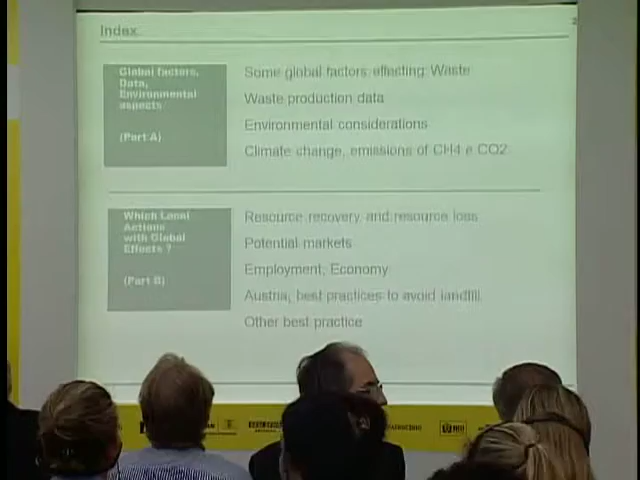 Index
2
Global factors,
Data,
Environmental
aspects
(Part A)
Some global factors effecting Waste
Waste production data
Environmental considerations
Climate change, emissions of CH4 e CO2
Which Local
Actions
with Global
Effects ?
(Part B)
Resource recovery and resource loss
Potential markets
Employment, Economy
Austria, best practices to avoid landfill
Other best practice